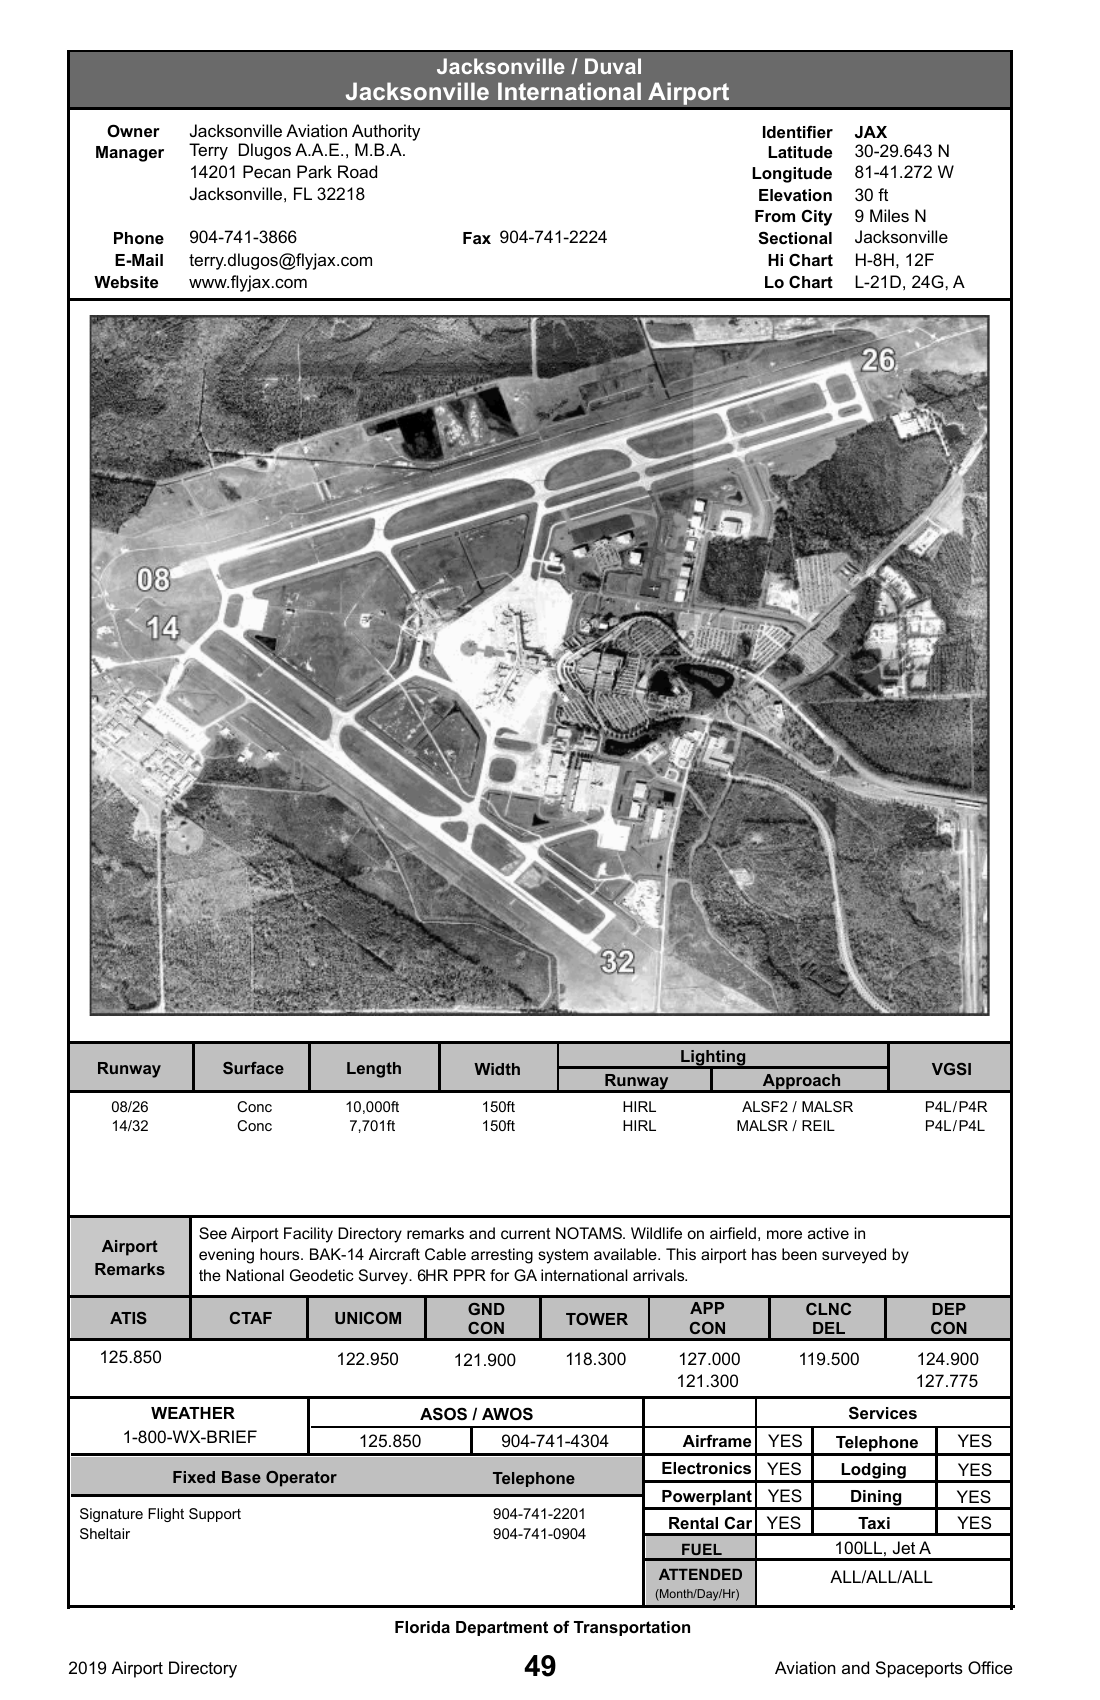 Jacksonville / Duval
Jacksonville International Airport
Owner Jacksonville Aviation Authority
Manager Terry Dlugos A.A.E., M.B.A.
14201 Pecan Park Road
Jacksonville, FL 32218
Phone 904-741-3866 Fax 904-741-2224
E-Mail terry.dlugos@flyjax.com
Website www.flyjax.com
Identifier JAX
Latitude 30-29.643 N
Longitude 81-41.272 W
Elevation 30 ft
From City 9 Miles N
Sectional Jacksonville
Hi Chart H-8H, 12F
Lo Chart L-21D, 24G, A
26
08
14
32
Runway Surface Length Width Lighting VGSI
Runway Approach
08/26 Conc 10,000ft 150ft HIRL ALSF2 / MALSR P4L/P4R
14/32 Conc 7,701ft 150ft HIRL MALSR / REIL P4L/P4L
Airport Remarks
See Airport Facility Directory remarks and current NOTAMS. Wildlife on airfield, more active in
evening hours. BAK-14 Aircraft Cable arresting system available. This airport has been surveyed by
the National Geodetic Survey. 6HR PPR for GA international arrivals.
ATIS CTAF UNICOM GND CON TOWER APP CON CLNC DEL DEP CON
125.850 122.950 121.900 118.300 127.000 119.500 124.900
121.300 127.775
WEATHER
1-800-WX-BRIEF
ASOS / AWOS
125.850 904-741-4304
Services
Airframe YES Telephone YES
Electronics YES Lodging YES
Powerplant YES Dining YES
Rental Car YES Taxi YES
FUEL 100LL, Jet A
ATTENDED (Month/Day/Hr) ALL/ALL/ALL
Fixed Base Operator Telephone
Signature Flight Support 904-741-2201
Sheltair 904-741-0904
Florida Department of Transportation
2019 Airport Directory 49 Aviation and Spaceports Office